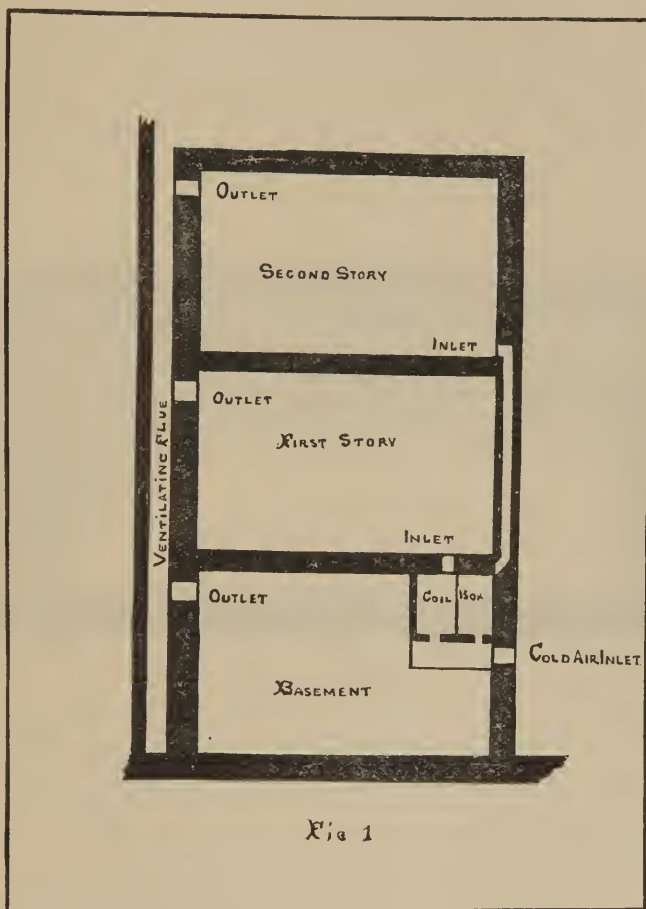 OUTLET
SECOND STORY
INLET
OUTLET
FIRST STORY
VENTILATING FLUE
INLET
OUTLET
COIL BOX
COLD AIR INLET
BASEMENT
Fig 1